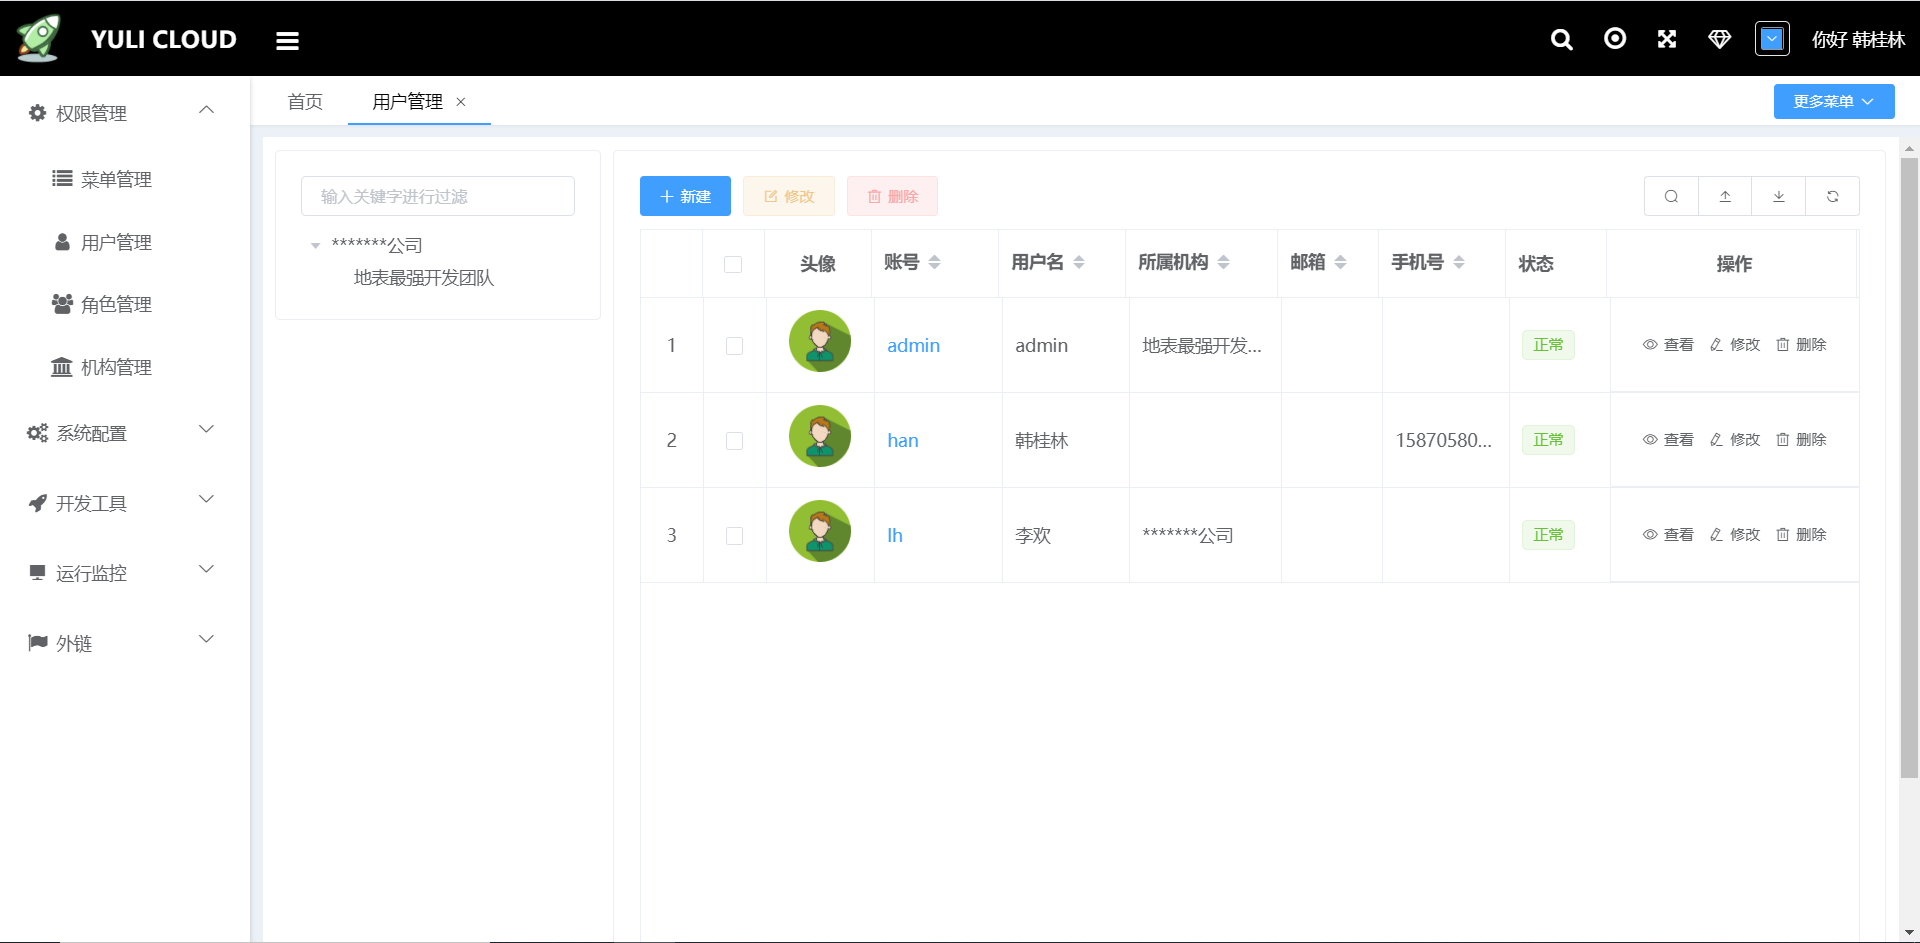 YULI CLOUD
你好 韩桂林
权限管理
菜单管理
用户管理
角色管理
机构管理
系统配置
开发工具
运行监控
外链
首页 用户管理 ×
更多菜单
输入关键字进行过滤
*******公司
地表最强开发团队
+ 新建 修改 删除
头像 账号 用户名 所属机构 邮箱 手机号 状态 操作
1 admin admin 地表最强开发... 正常 查看 修改 删除
2 han 韩桂林 15870580... 正常 查看 修改 删除
3 lh 李欢 *******公司 正常 查看 修改 删除